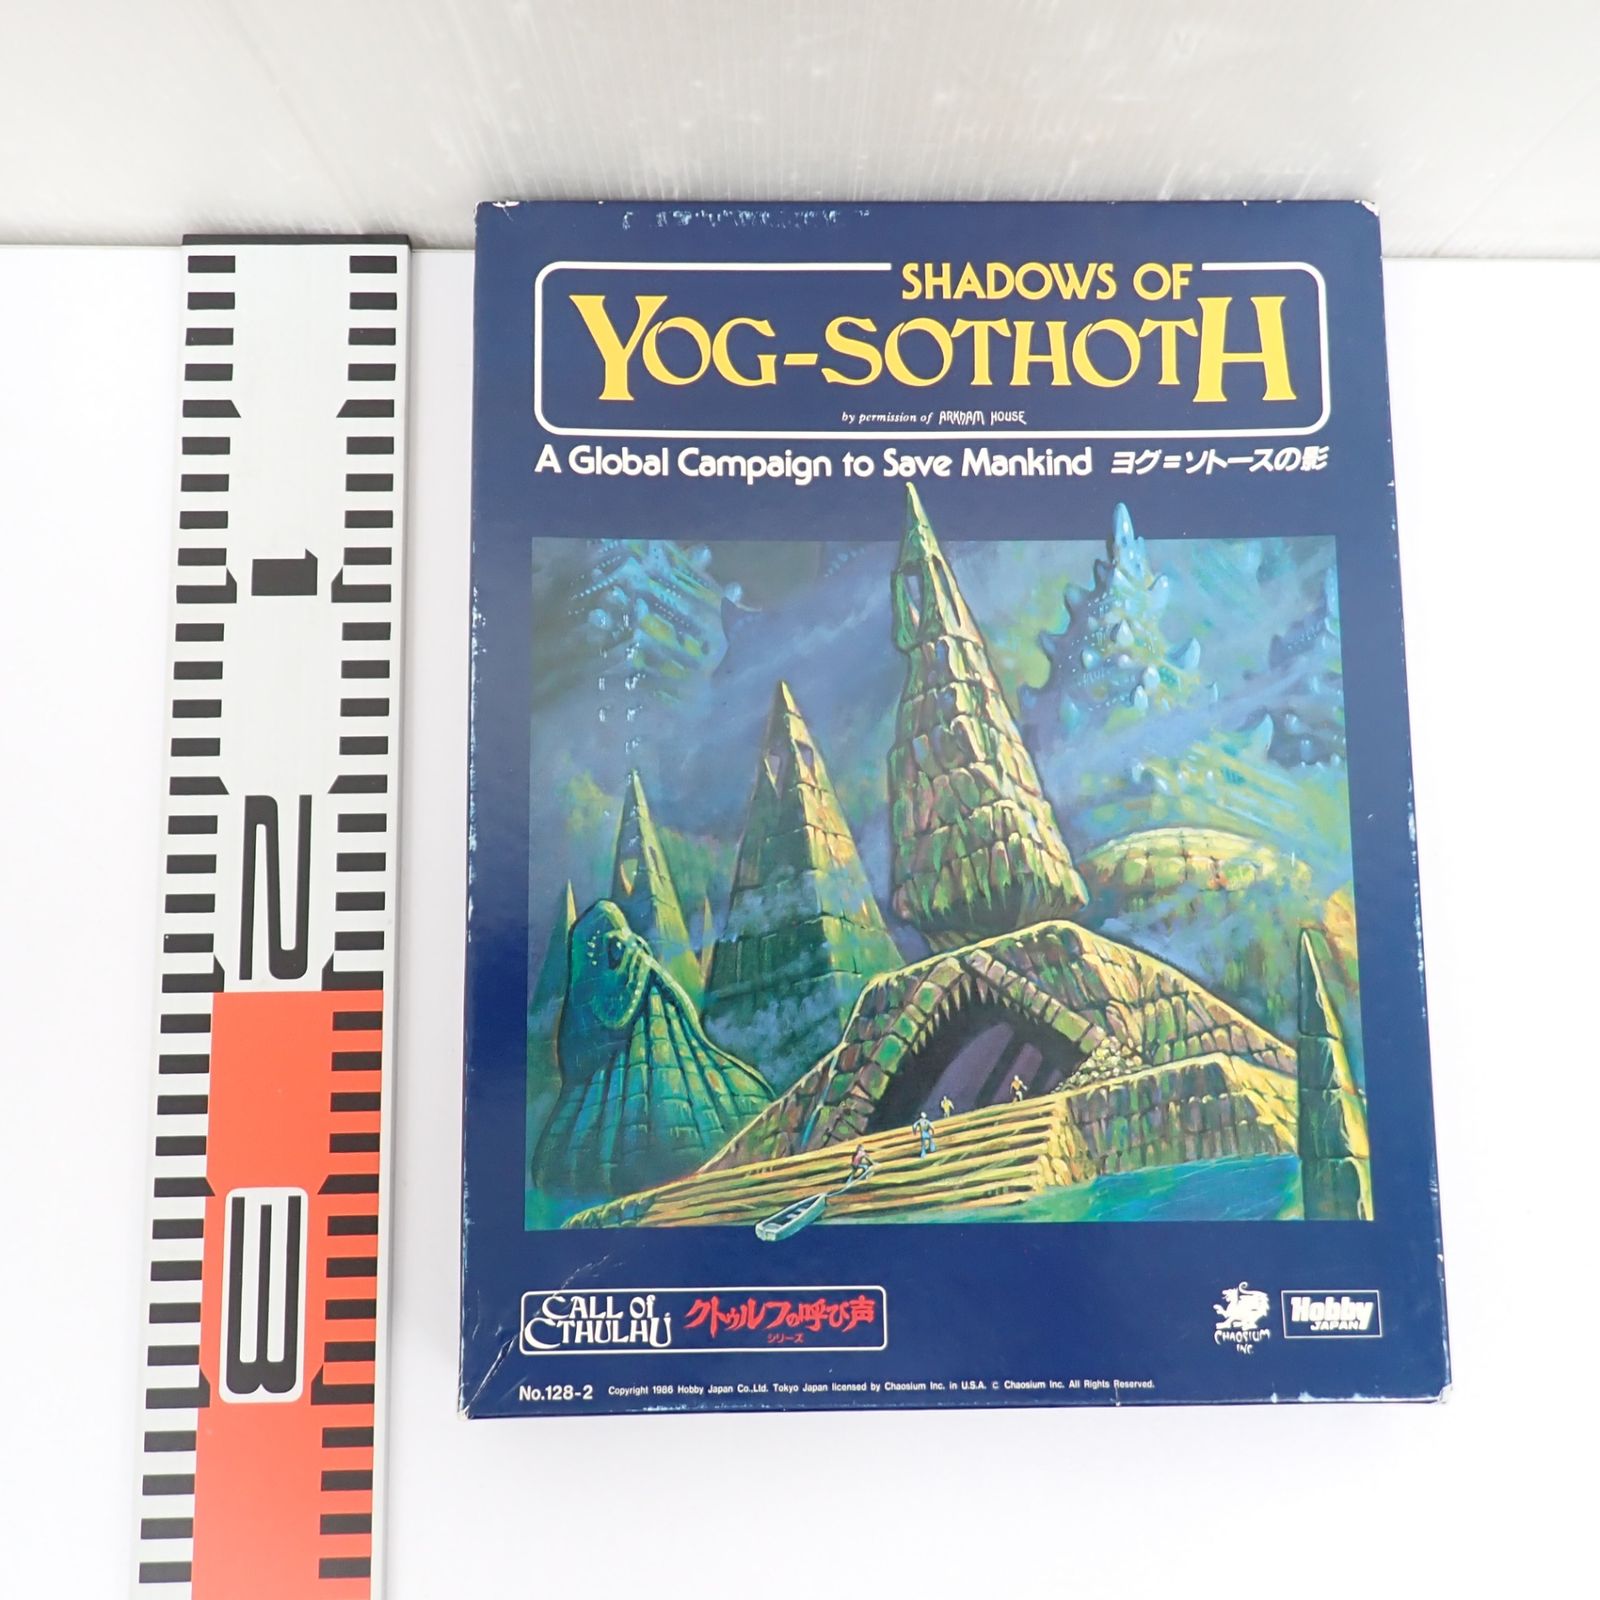 SHADOWS OF
YOG-SOTHOTH
by permission of ARKHAM HOUSE
A Global Campaign to Save Mankind ヨグ=ソトースの影
1
2
3
CALL of
CTHULHU
クトゥルフの呼び声
シリーズ
CHAOSIUM
INC.
Hobby
JAPAN
No.128-2 Copyright 1986 Hobby Japan Co.,Ltd. Tokyo Japan licensed by Chaosium Inc. in U.S.A. © Chaosium Inc. All Rights Reserved.